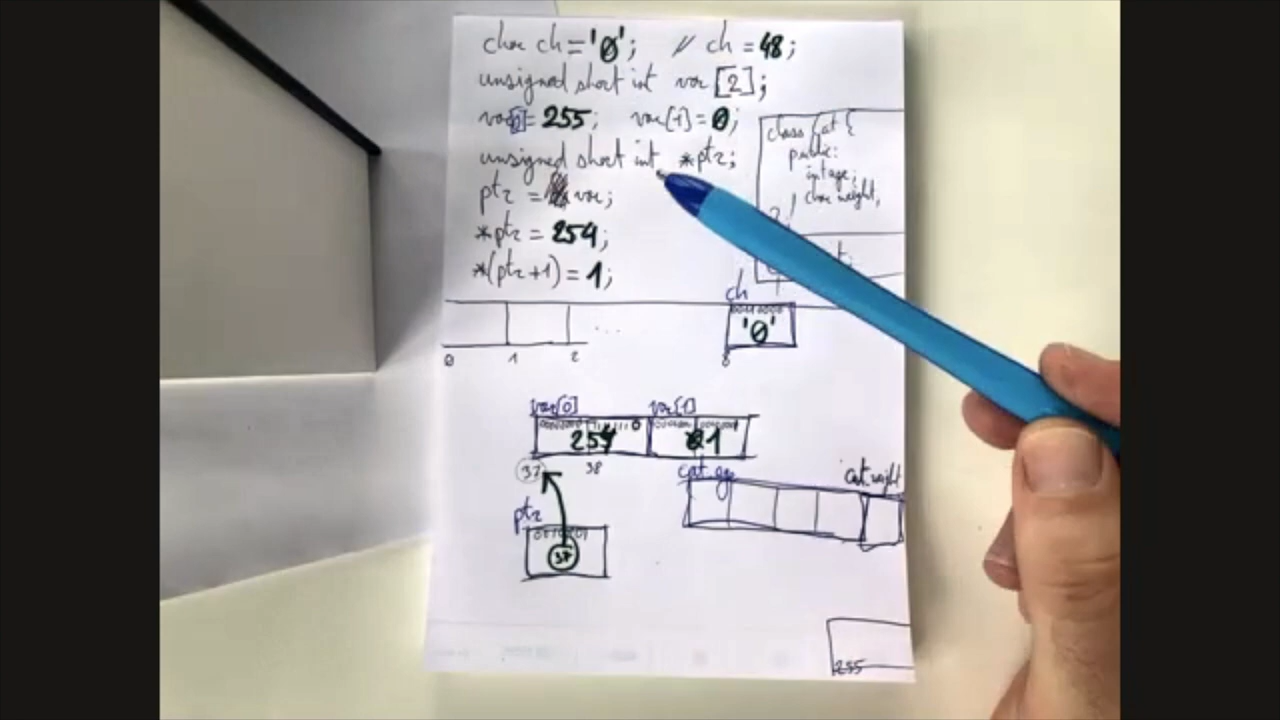 char ch = '0'; // ch = 48;
unsigned short int var [2];
var[0] = 255; var[1] = 0;
unsigned short int *ptr;
ptr = var;
*ptr = 254;
*(ptr+1) = 1;
class Cat {
public:
int age;
char weight;
ch
00110000
'0'
0 1 2 ...
var[0] var[1]
254 1
37 38
ptr
37
cat.age cat.weight
255